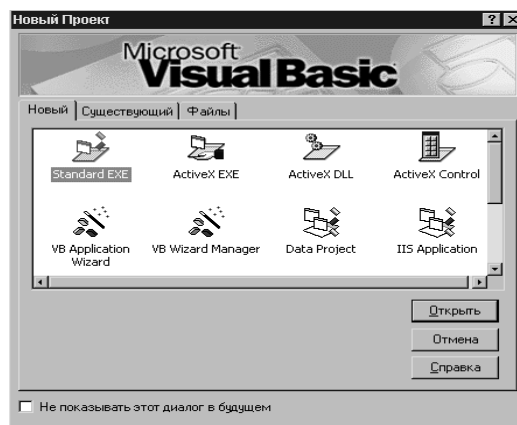 Новый Проект
Microsoft
Visual Basic
Новый Существующий Файлы
Standard EXE ActiveX EXE ActiveX DLL ActiveX Control
VB Application Wizard VB Wizard Manager Data Project IIS Application
Открыть
Отмена
Справка
Не показывать этот диалог в будущем